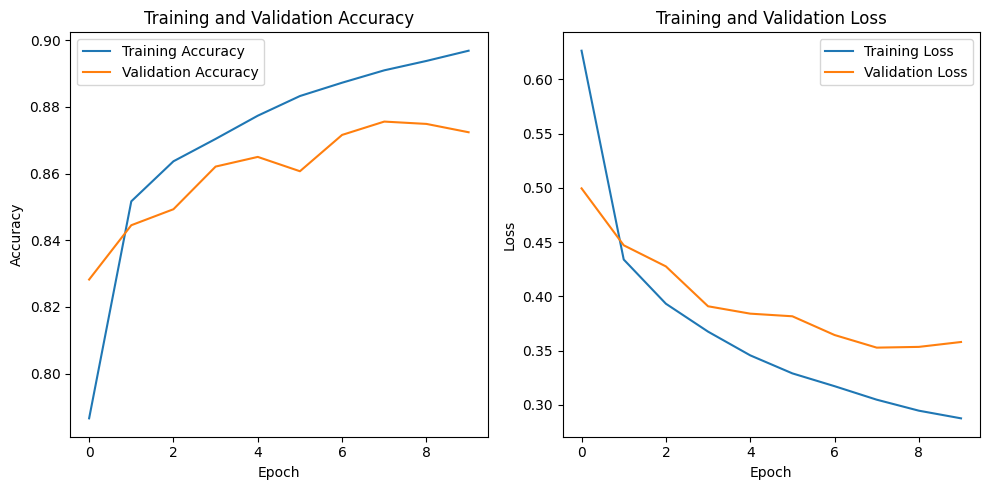 Training and Validation Accuracy
Training Accuracy
Validation Accuracy
0.90
0.88
0.86
0.84
0.82
0.80
Accuracy
0
2
4
6
8
Epoch
Training and Validation Loss
Training Loss
Validation Loss
0.60
0.55
0.50
0.45
0.40
0.35
0.30
Loss
0
2
4
6
8
Epoch